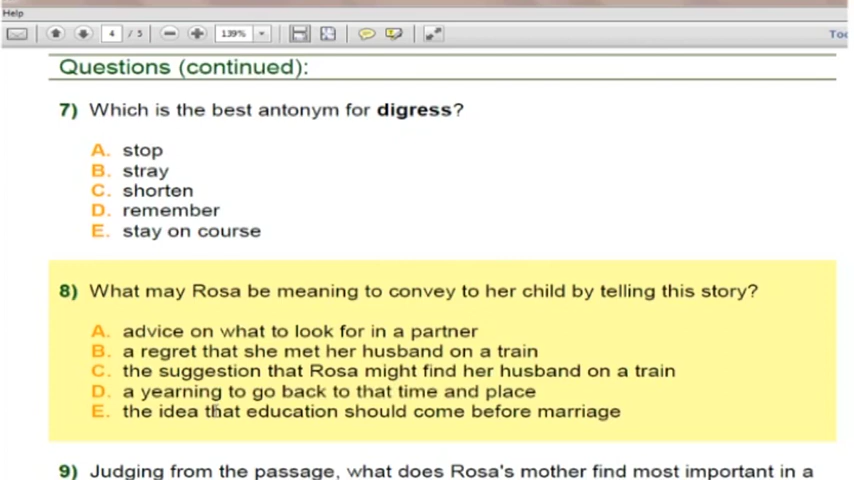 Help
4 / 5 139% Too
Questions (continued):
7) Which is the best antonym for digress?
A. stop
B. stray
C. shorten
D. remember
E. stay on course
8) What may Rosa be meaning to convey to her child by telling this story?
A. advice on what to look for in a partner
B. a regret that she met her husband on a train
C. the suggestion that Rosa might find her husband on a train
D. a yearning to go back to that time and place
E. the idea that education should come before marriage
9) Judging from the passage, what does Rosa's mother find most important in a